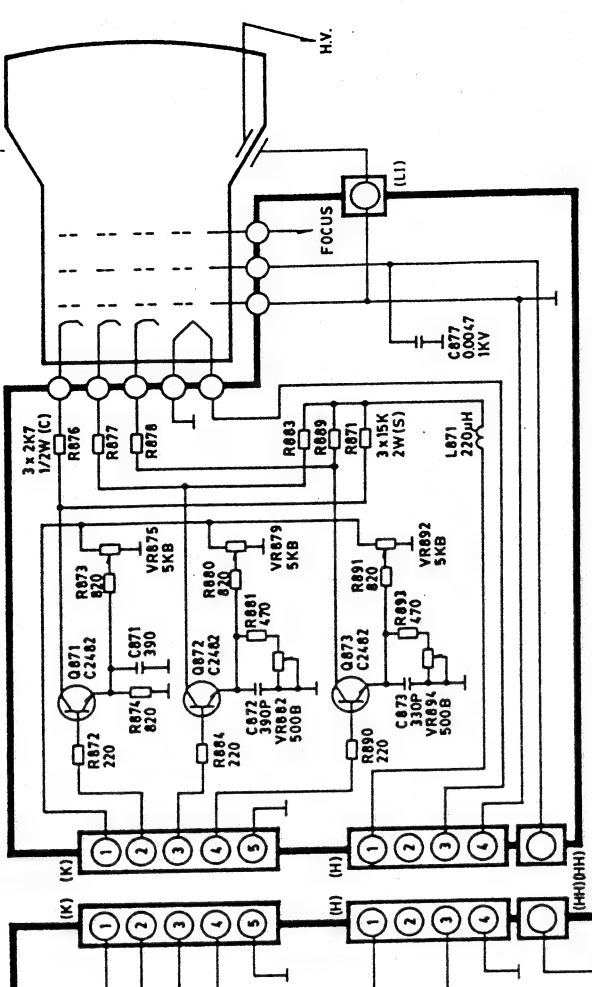 H.V.
(L1)
FOCUS
C877
0.0047
1KV
3 x 2K7
1/2W (C)
R876
R877
R878
R883
R889
R871
3x15K
2W(S)
L871
220µH
R873
820
VR875
5KB
R880
820
VR879
5KB
R891
820
VR892
5KB
Q871
C2482
C871
390
R874
820
R872
220
Q872
C2482
R881
470
C872
390P
VR882
500B
R884
220
Q873
C2482
R893
470
C873
330P
VR894
500B
R890
220
(K)
1
2
3
4
5
(H)
1
2
3
4
(HH)
(K)
1
2
3
4
5
(H)
1
2
3
4
(HH)